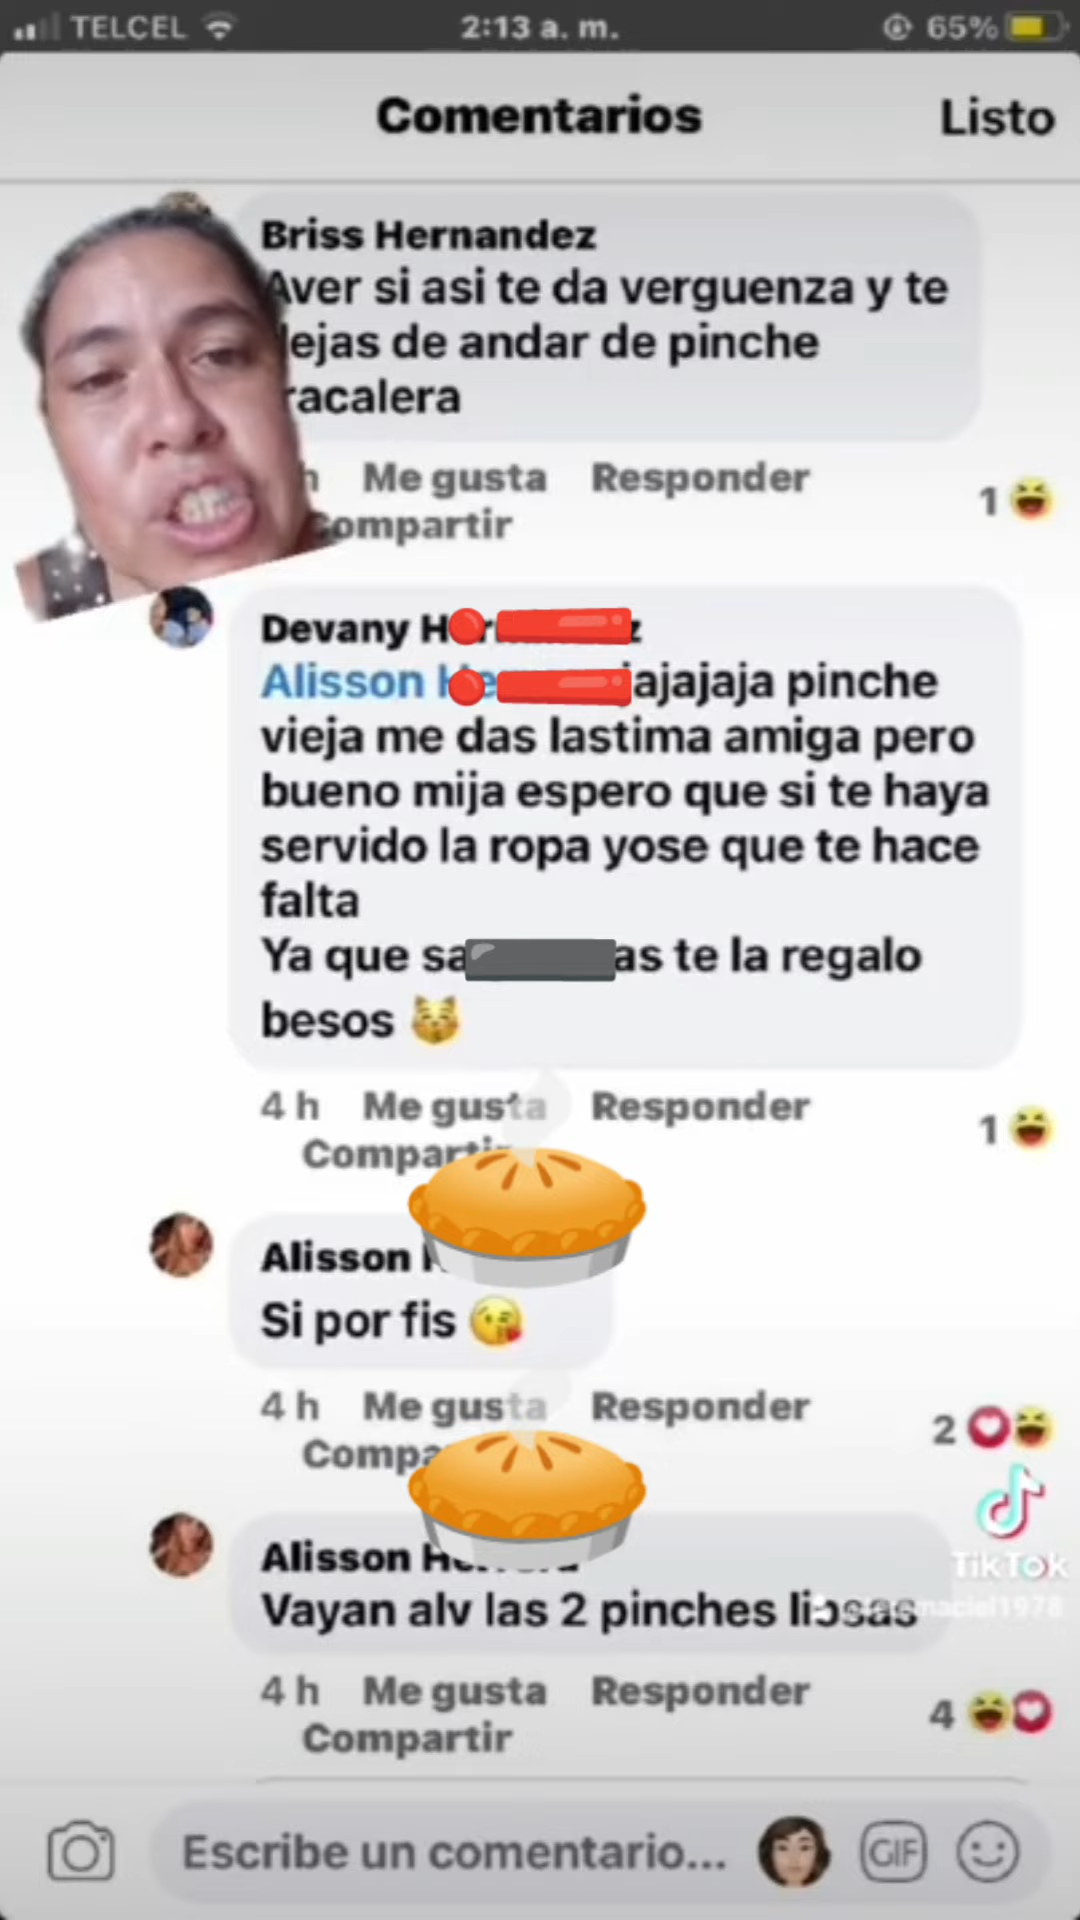 TELCEL 2:13 a. m. 65%
Comentarios Listo
Briss Hernandez
Aver si asi te da verguenza y te
ejas de andar de pinche
racalera
h Me gusta Responder
ompartir 1
Devany H
Alisson ajajaja pinche
vieja me das lastima amiga pero
bueno mija espero que si te haya
servido la ropa yose que te hace
falta
Ya que sa as te la regalo
besos 😽
4 h Me gusta Responder
Compartir 1
Alisson
Si por fis 😘
4 h Me gusta Responder
Compa 2
Alisson
Vayan alv las 2 pinches liosas
TikTok
4 h Me gusta Responder
Compartir 4
Escribe un comentario...
GIF